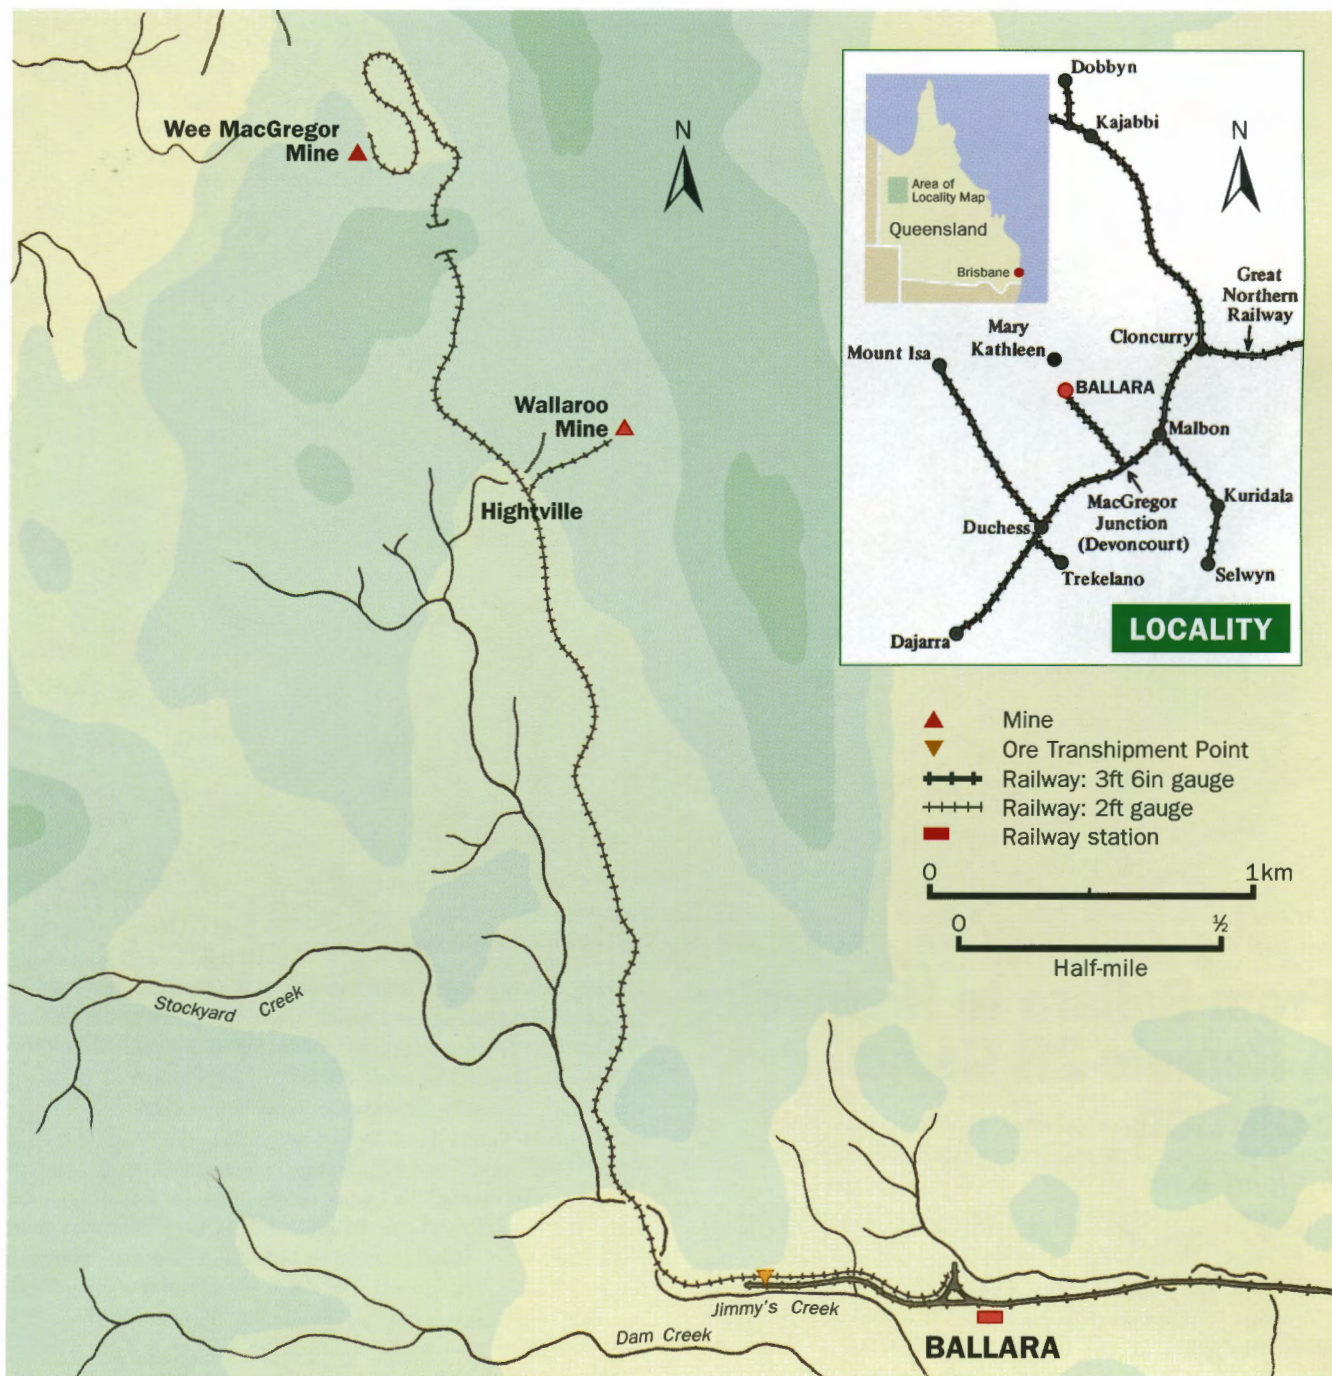 Wee MacGregor
Mine
N
Wallaroo
Mine
Hightville
Stockyard Creek
Jimmy's Creek
Dam Creek
BALLARA
Dobbyn
Kajabbi
N
Area of
Locality Map
Queensland
Brisbane
Great
Northern
Railway
Mary
Kathleen
Cloncurry
Mount Isa
BALLARA
Malbon
Kuridala
MacGregor
Junction
(Devoncourt)
Duchess
Trekelano
Selwyn
Dajarra
LOCALITY
Mine
Ore Transhipment Point
Railway: 3ft 6in gauge
Railway: 2ft gauge
Railway station
0 1km
0 ½
Half-mile